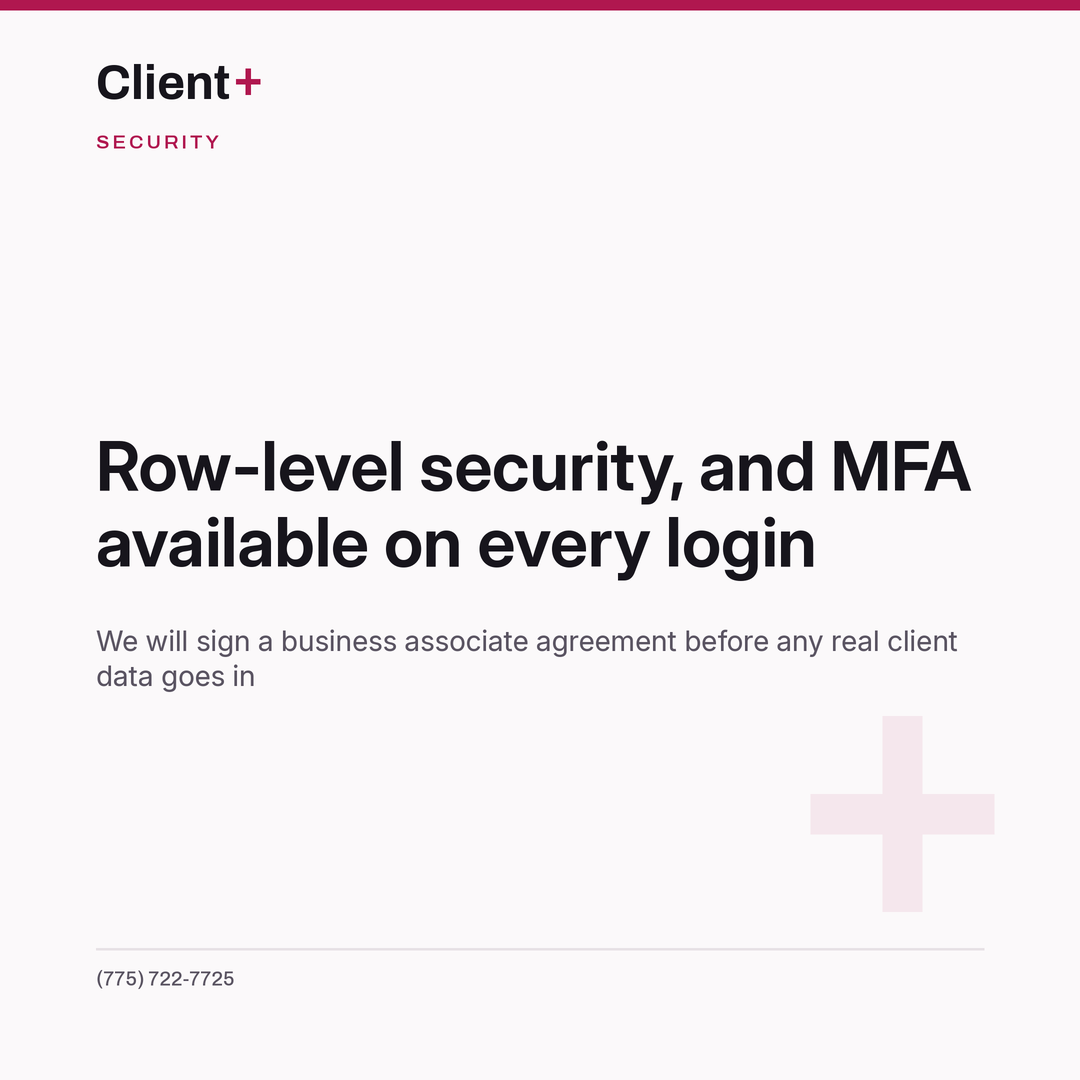 Client+
SECURITY
Row-level security, and MFA
available on every login
We will sign a business associate agreement before any real client
data goes in
(775) 722-7725